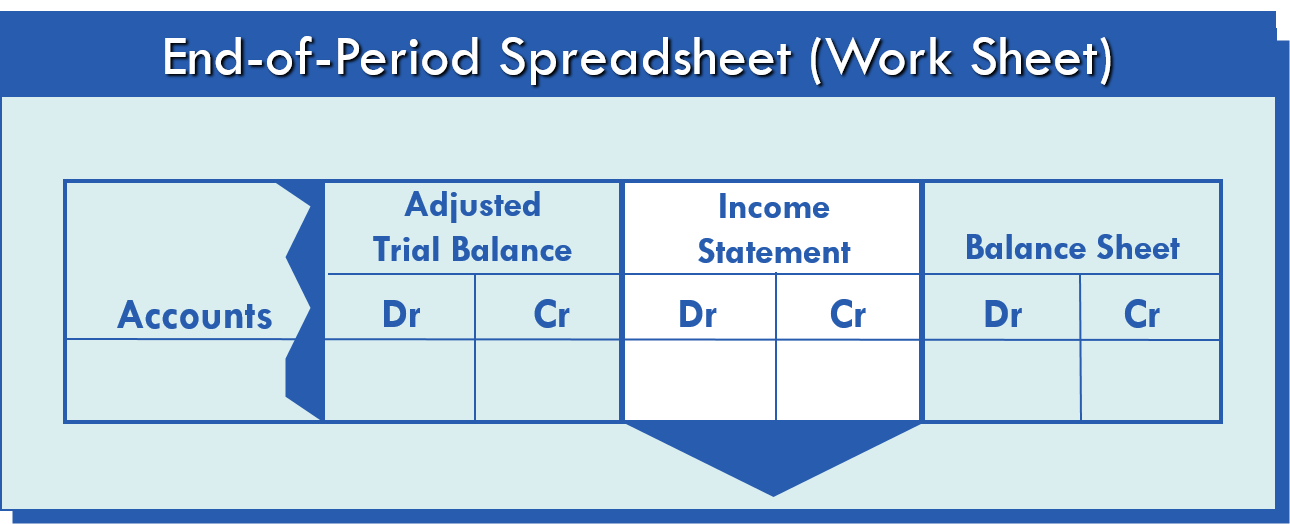 End-of-Period Spreadsheet (Work Sheet)
Adjusted
Trial Balance
Income
Statement
Balance Sheet
Accounts
Dr
Cr
Dr
Cr
Dr
Cr